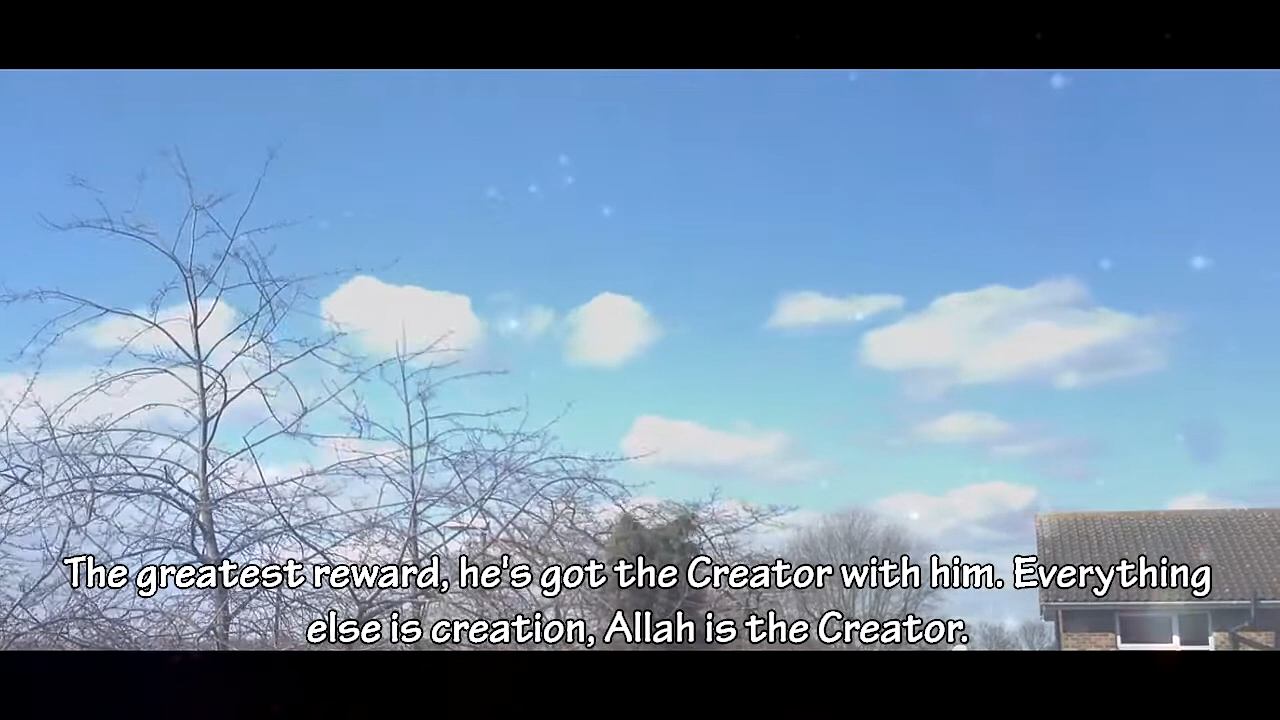 The greatest reward, he's got the Creator with him. Everything
else is creation, Allah is the Creator.